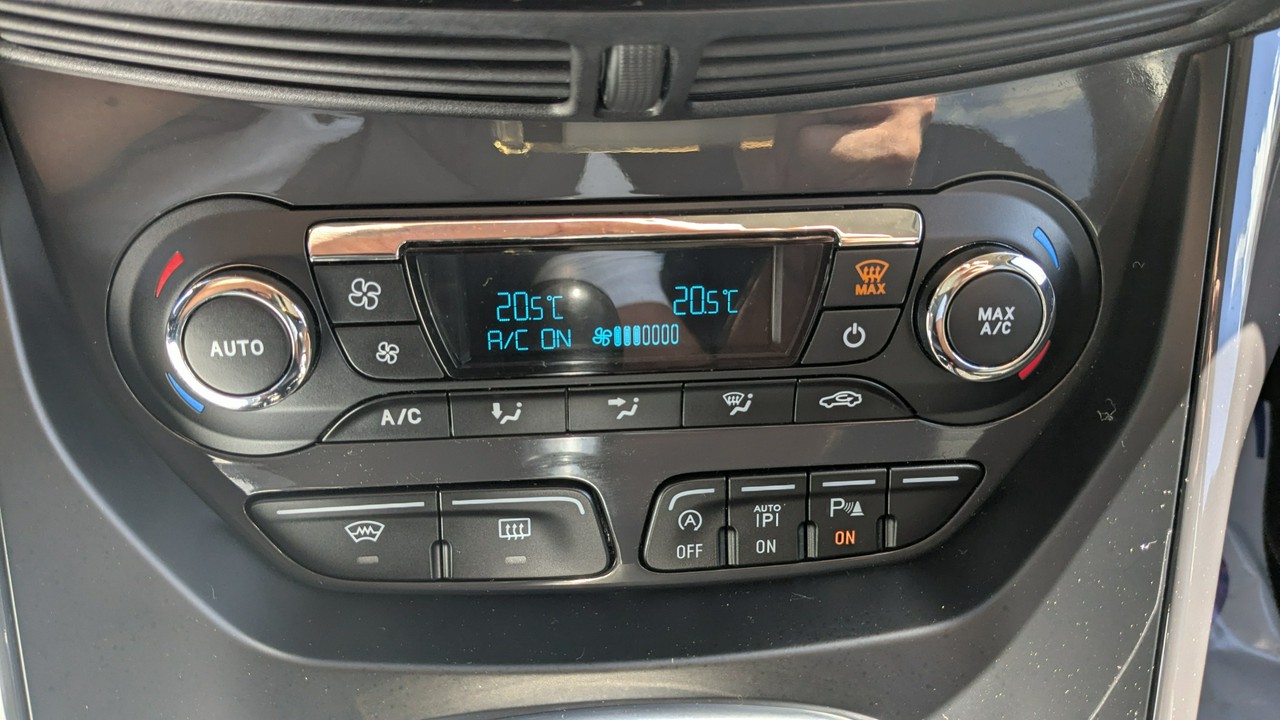 20.5°C
20.5°C
A/C ON
MAX
AUTO
MAX
A/C
A/C
AUTO
A
OFF
P
ON
P
ON